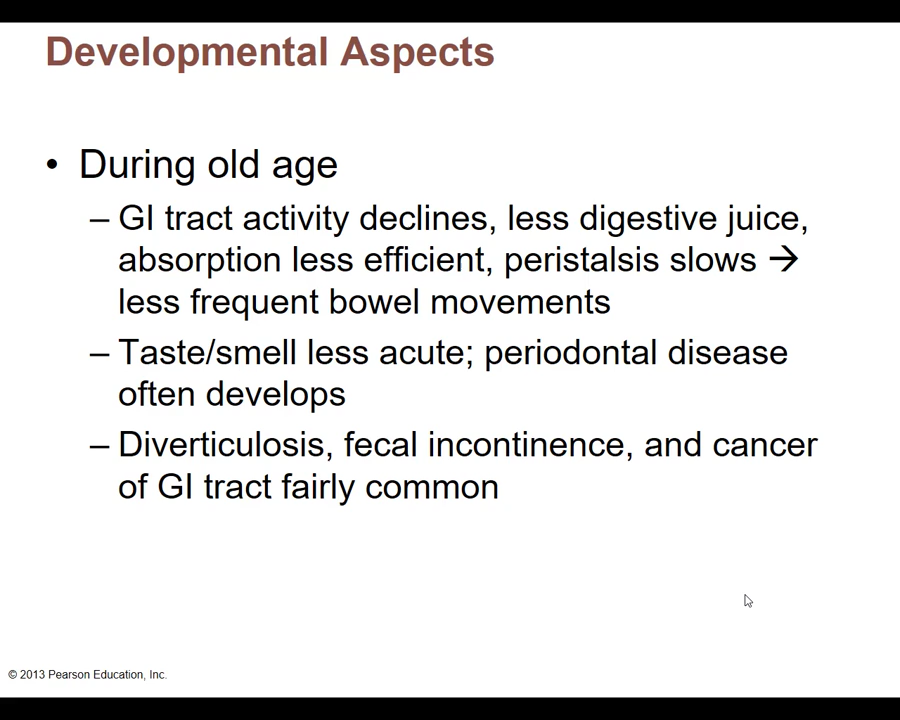 Developmental Aspects
• During old age
– GI tract activity declines, less digestive juice,
absorption less efficient, peristalsis slows →
less frequent bowel movements
– Taste/smell less acute; periodontal disease
often develops
– Diverticulosis, fecal incontinence, and cancer
of GI tract fairly common
© 2013 Pearson Education, Inc.